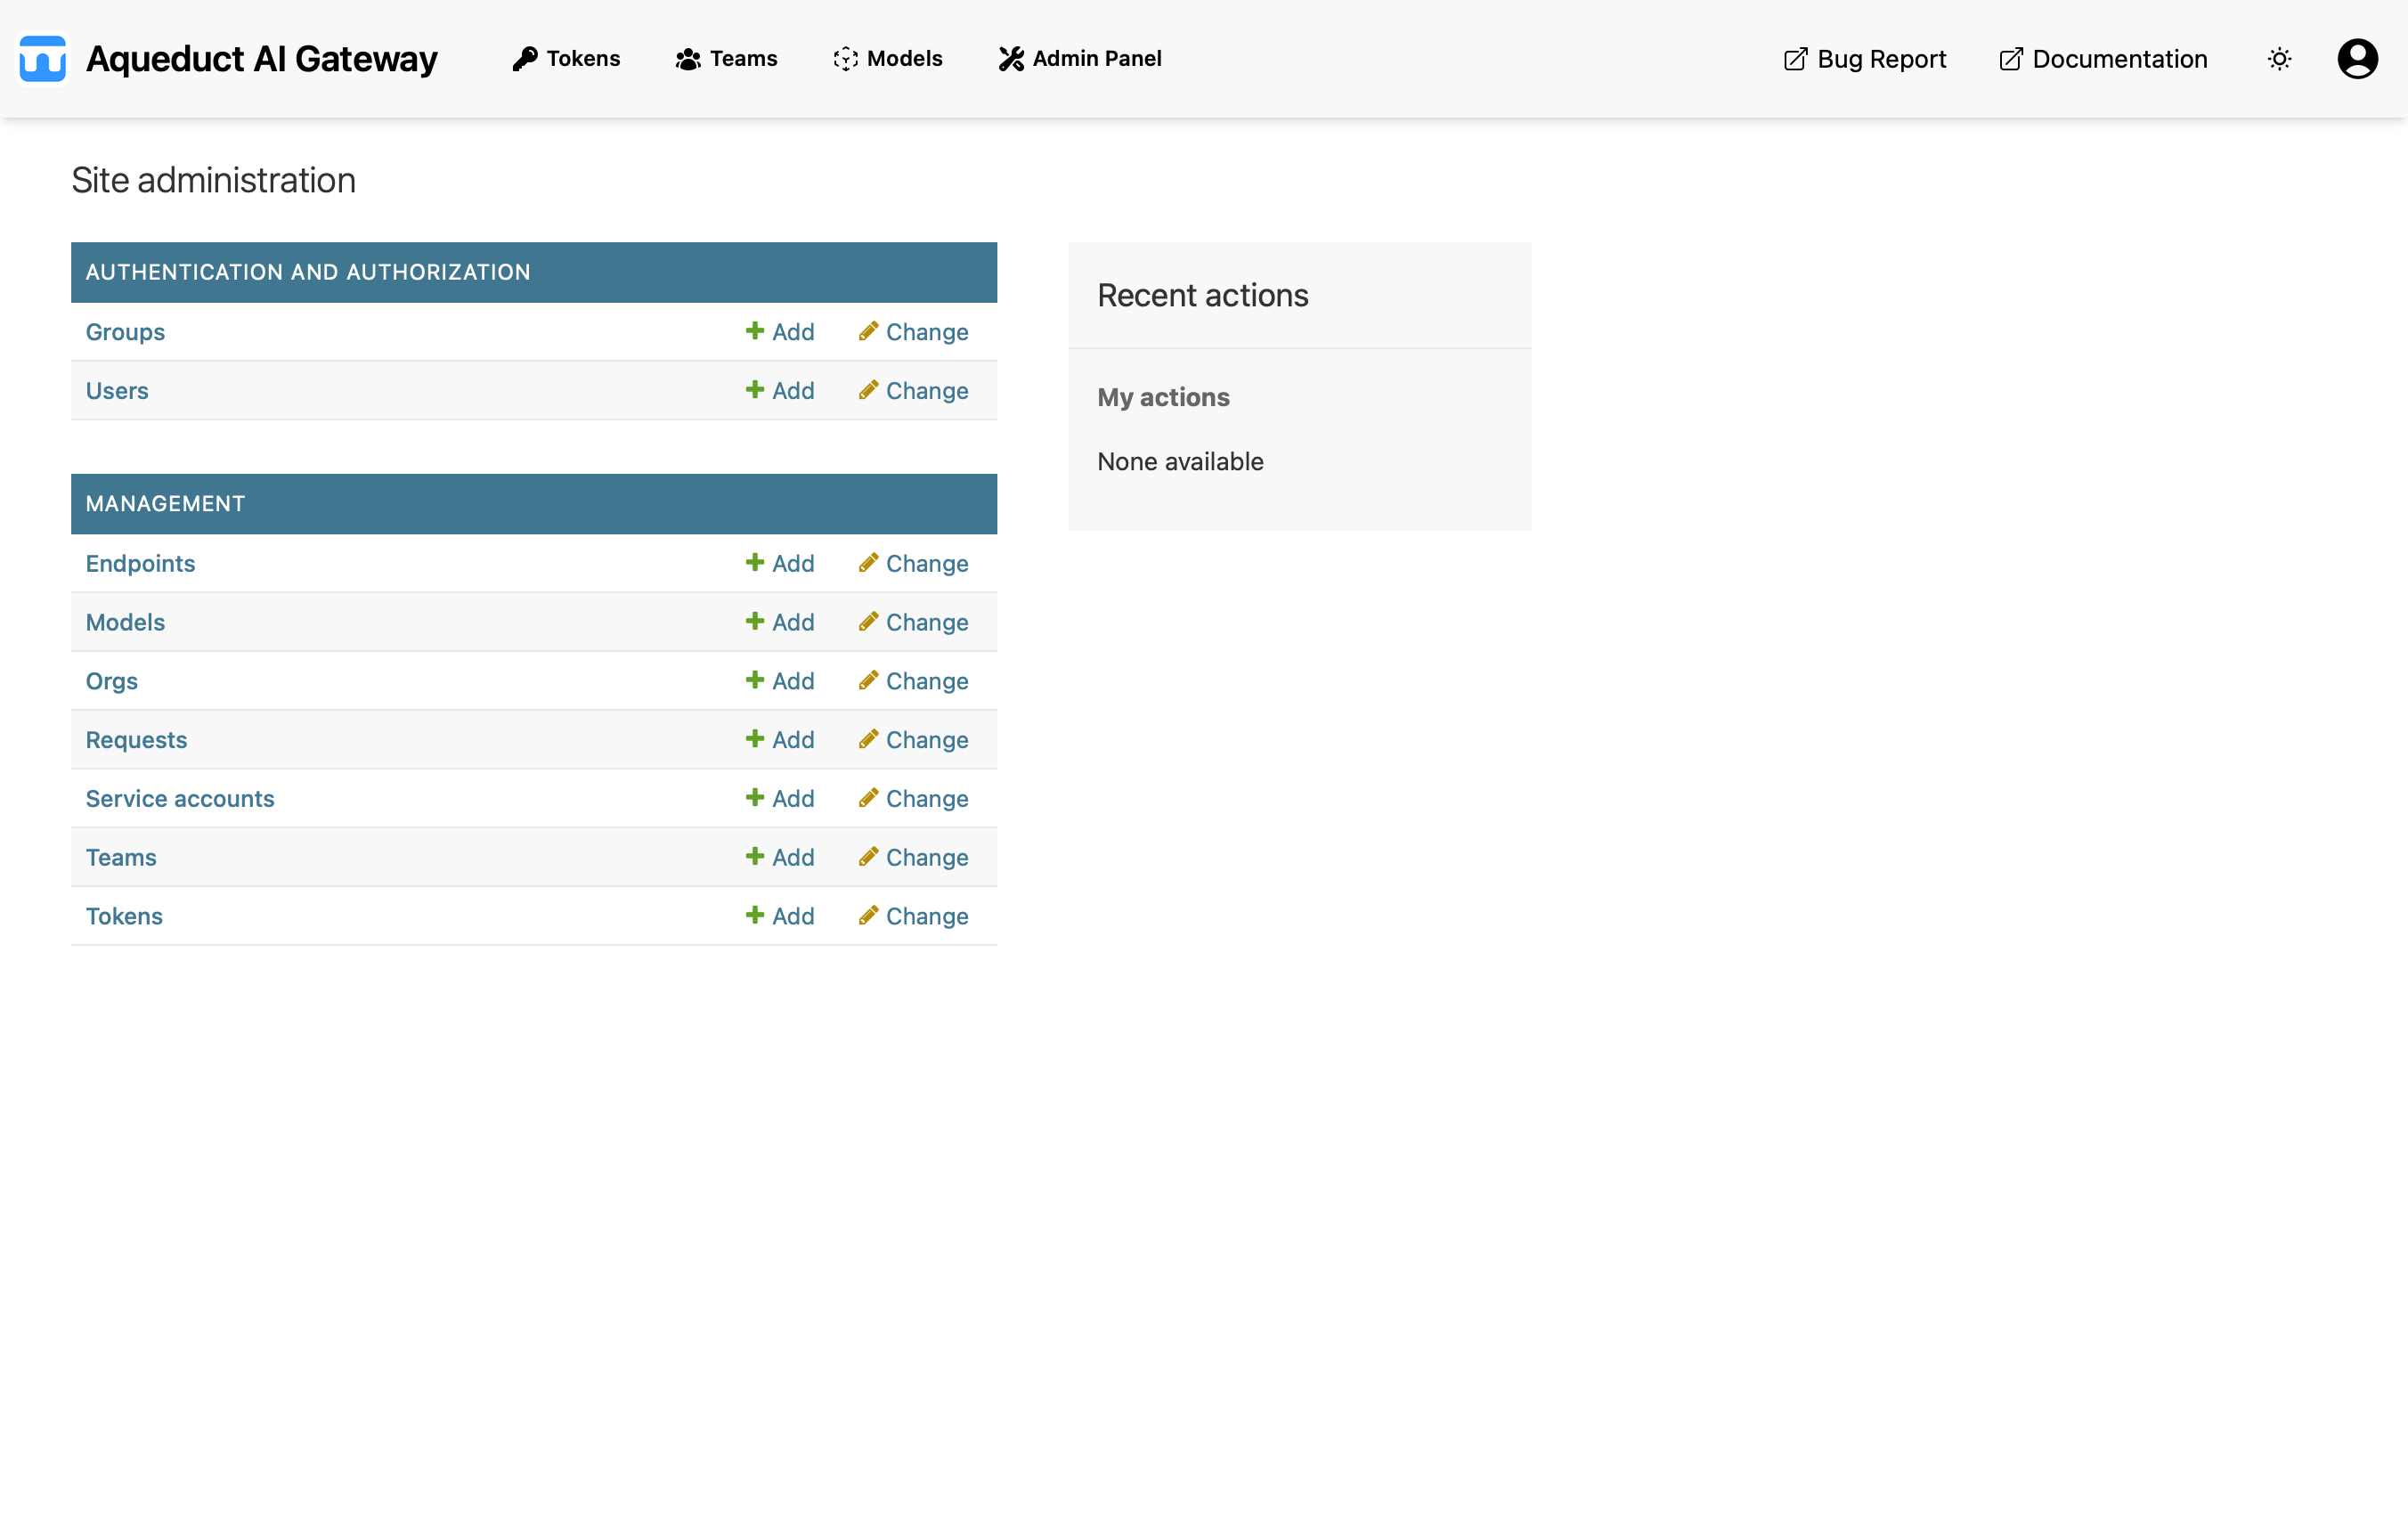 Aqueduct AI Gateway Tokens Teams Models Admin Panel Bug Report Documentation
Site administration
AUTHENTICATION AND AUTHORIZATION
Groups Add Change
Users Add Change
MANAGEMENT
Endpoints Add Change
Models Add Change
Orgs Add Change
Requests Add Change
Service accounts Add Change
Teams Add Change
Tokens Add Change
Recent actions
My actions
None available